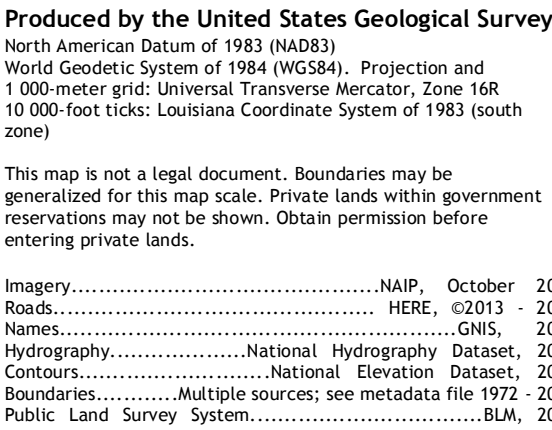 Produced by the United States Geological Survey
North American Datum of 1983 (NAD83)
World Geodetic System of 1984 (WGS84). Projection and
1 000-meter grid: Universal Transverse Mercator, Zone 16R
10 000-foot ticks: Louisiana Coordinate System of 1983 (south
zone)
This map is not a legal document. Boundaries may be
generalized for this map scale. Private lands within government
reservations may not be shown. Obtain permission before
entering private lands.
Imagery.............................................NAIP, October 20
Roads............................................... HERE, ©2013 - 20
Names..........................................................GNIS, 20
Hydrography....................National Hydrography Dataset, 20
Contours............................National Elevation Dataset, 20
Boundaries............Multiple sources; see metadata file 1972 - 20
Public Land Survey System..................................BLM, 20